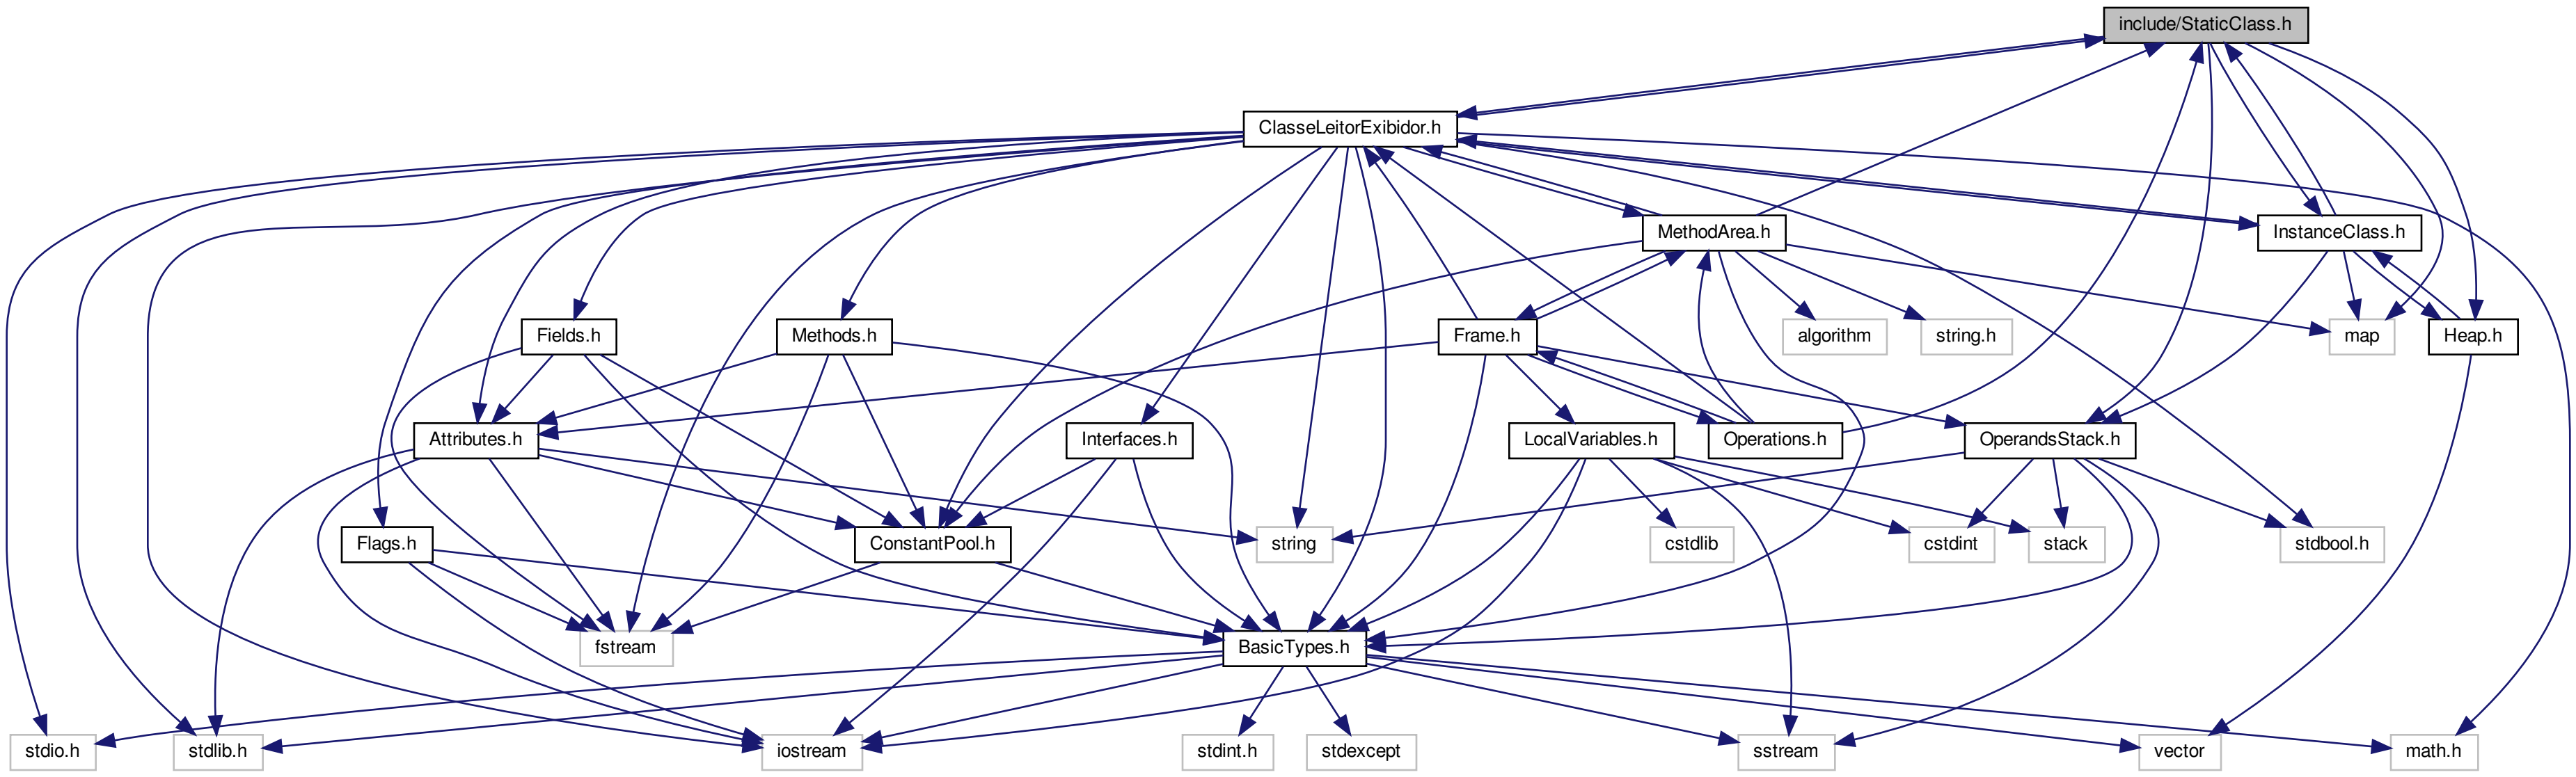 include/StaticClass.h
ClasseLeitorExibidor.h
MethodArea.h
InstanceClass.h
Fields.h
Methods.h
Frame.h
algorithm
string.h
map
Heap.h
Attributes.h
Interfaces.h
LocalVariables.h
Operations.h
OperandsStack.h
Flags.h
ConstantPool.h
string
cstdlib
cstdint
stack
stdbool.h
fstream
BasicTypes.h
stdio.h
stdlib.h
iostream
stdint.h
stdexcept
sstream
vector
math.h